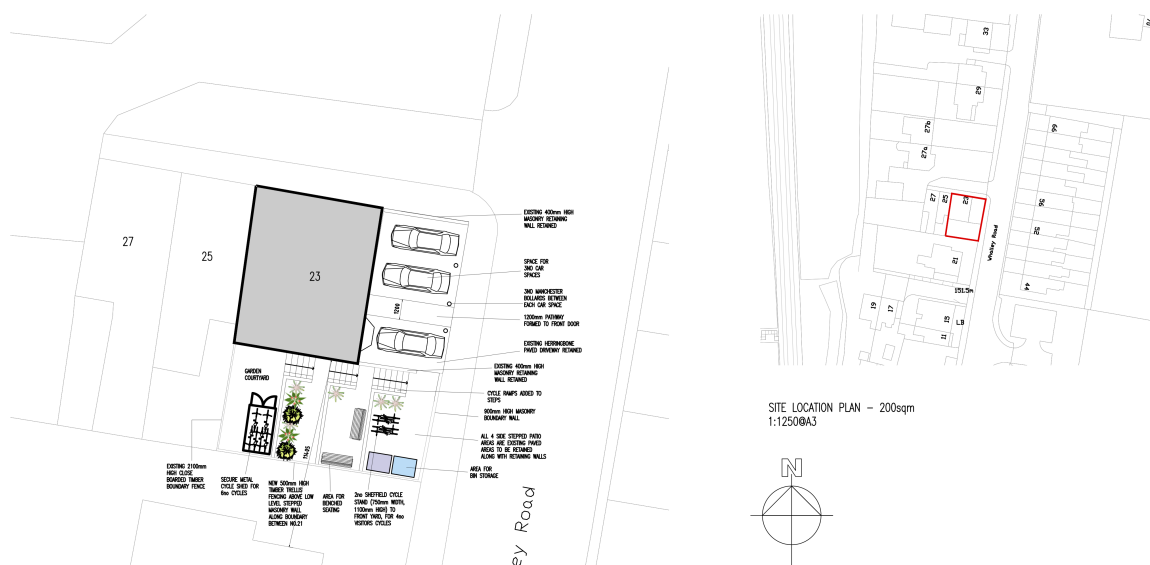 27
25
23
EXISTING 400mm HIGH
MASONRY RETAINING
WALL RETAINED
SPACE FOR
3NO CAR
SPACES
3NO MANCHESTER
BOLLARDS BETWEEN
EACH CAR SPACE
1200
1200mm PATHWAY
FORMED TO FRONT DOOR
EXISTING HERRINGBONE
PAVED DRIVEWAY RETAINED
EXISTING 400mm HIGH
MASONRY RETAINING
WALL RETAINED
GARDEN
COURTYARD
CYCLE RAMPS ADDED TO
STEPS
900mm HIGH MASONRY
BOUNDARY WALL
ALL 4 SIDE STEPPED PATIO
AREAS ARE EXISTING PAVED
AREAS TO BE RETAINED
ALONG WITH RETAINING WALLS
AREA FOR
BIN STORAGE
EXISTING 2100mm
HIGH CLOSE
BOARDED TIMBER
BOUNDARY FENCE
SECURE METAL
CYCLE SHED FOR
6no CYCLES
NEW 500mm HIGH
TIMBER TRELLIS
FENCING ABOVE LOW
LEVEL STEPPED
MASONRY WALL
ALONG BOUNDARY
BETWEEN NO.21
AREA FOR
BENCHED
SEATING
2no SHEFFIELD CYCLE
STAND (750mm WIDTH,
1100mm HIGH) TO
FRONT YARD, FOR 4no
VISITORS CYCLES
ey Road
33
29
27b
27a
27
25
23
21
19
17
15
11
LB
151.5m
Whalley Road
66
56
52
44
SITE LOCATION PLAN - 200sqm
1:1250@A3
N